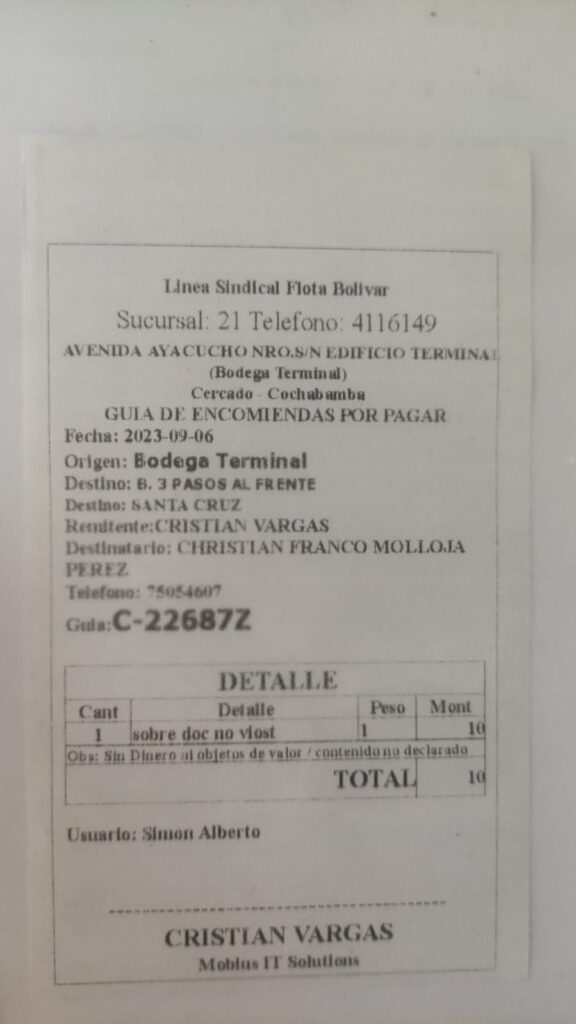 Linea Sindical Flota Bolivar
Sucursal: 21 Telefono: 4116149
AVENIDA AYACUCHO NRO.S/N EDIFICIO TERMINAL
(Bodega Terminal)
Cercado - Cochabamba
GUIA DE ENCOMIENDAS POR PAGAR
Fecha: 2023-09-06
Origen: Bodega Terminal
Destino: B. 3 PASOS AL FRENTE
Destino: SANTA CRUZ
Remitente:CRISTIAN VARGAS
Destinatario: CHRISTIAN FRANCO MOLLOJA
PEREZ
Telefono: 75054607
Guia:C-22687Z
DETALLE
Cant Detalle Peso Mont
1 sobre doc no viost 1 10
Obs: Sin Dinero ni objetos de valor / contenido no declarado
TOTAL 10
Usuario: Simon Alberto
CRISTIAN VARGAS
Mobius IT Solutions